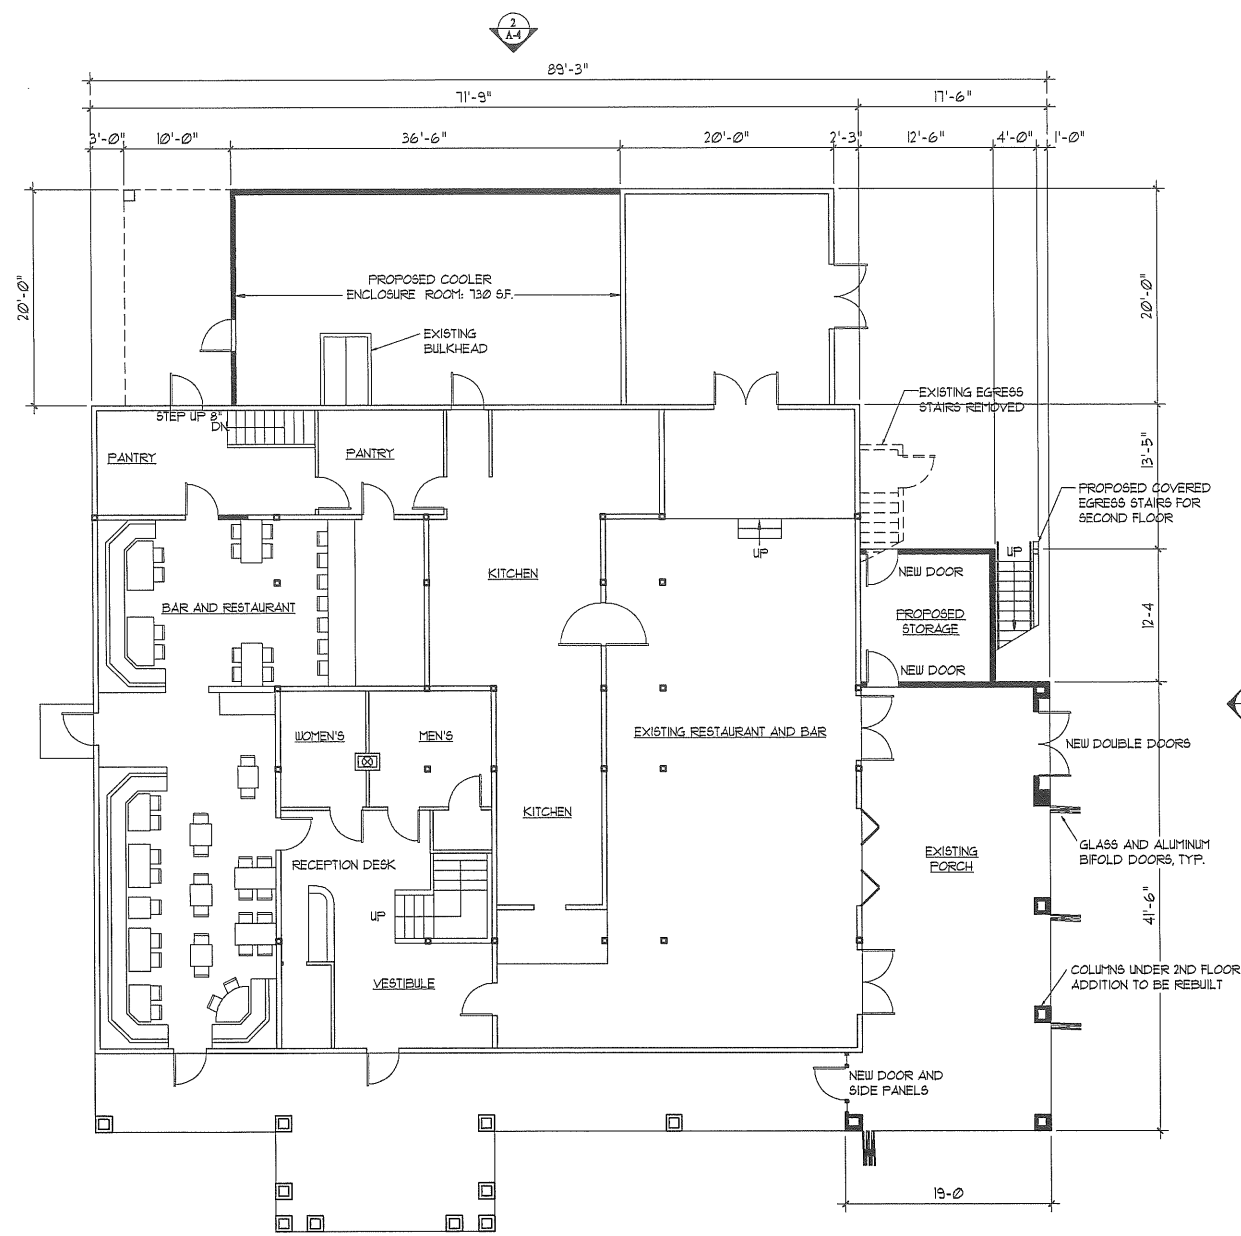 2
A-4
89'-3"
71'-9"
17'-6"
3'-0"
10'-0"
36'-6"
20'-0"
2'-3"
12'-6"
4'-0"
1'-0"
20'-0"
PROPOSED COOLER
ENCLOSURE ROOM: 730 S.F.
20'-0"
EXISTING
BULKHEAD
EXISTING EGRESS
STAIRS REMOVED
STEP UP 8"
DN
PANTRY
PANTRY
13'-5"
PROPOSED COVERED
EGRESS STAIRS FOR
SECOND FLOOR
UP
UP
NEW DOOR
KITCHEN
BAR AND RESTAURANT
PROPOSED
STORAGE
12-4
NEW DOOR
WOMEN'S
MEN'S
EXISTING RESTAURANT AND BAR
NEW DOUBLE DOORS
KITCHEN
GLASS AND ALUMINUM
BIFOLD DOORS, TYP.
EXISTING
PORCH
RECEPTION DESK
UP
41'-6"
VESTIBULE
COLUMNS UNDER 2ND FLOOR
ADDITION TO BE REBUILT
NEW DOOR AND
SIDE PANELS
19-0